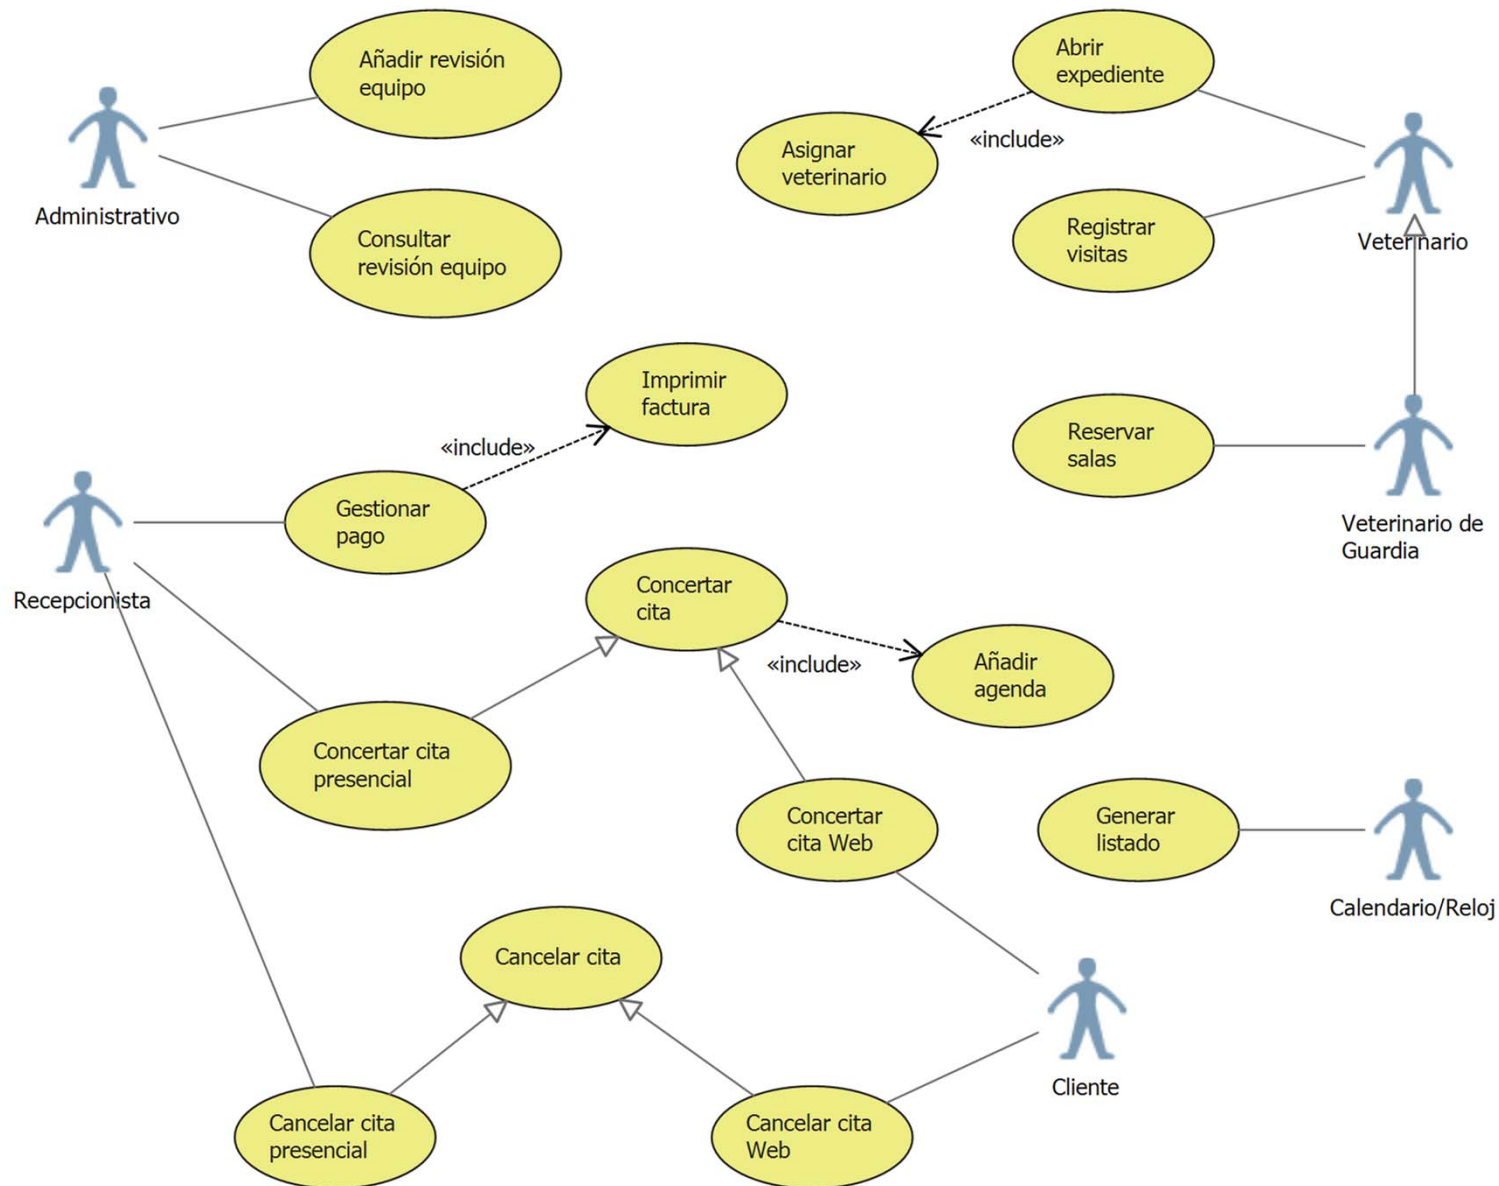 Añadir revisión
equipo
Abrir
expediente
«include»
Asignar
veterinario
Administrativo
Consultar
revisión equipo
Registrar
visitas
Veterinario
Imprimir
factura
«include»
Reservar
salas
Gestionar
pago
Veterinario de
Guardia
Recepcionista
Concertar
cita
«include»
Añadir
agenda
Concertar cita
presencial
Concertar
cita Web
Generar
listado
Calendario/Reloj
Cancelar cita
Cliente
Cancelar cita
presencial
Cancelar cita
Web